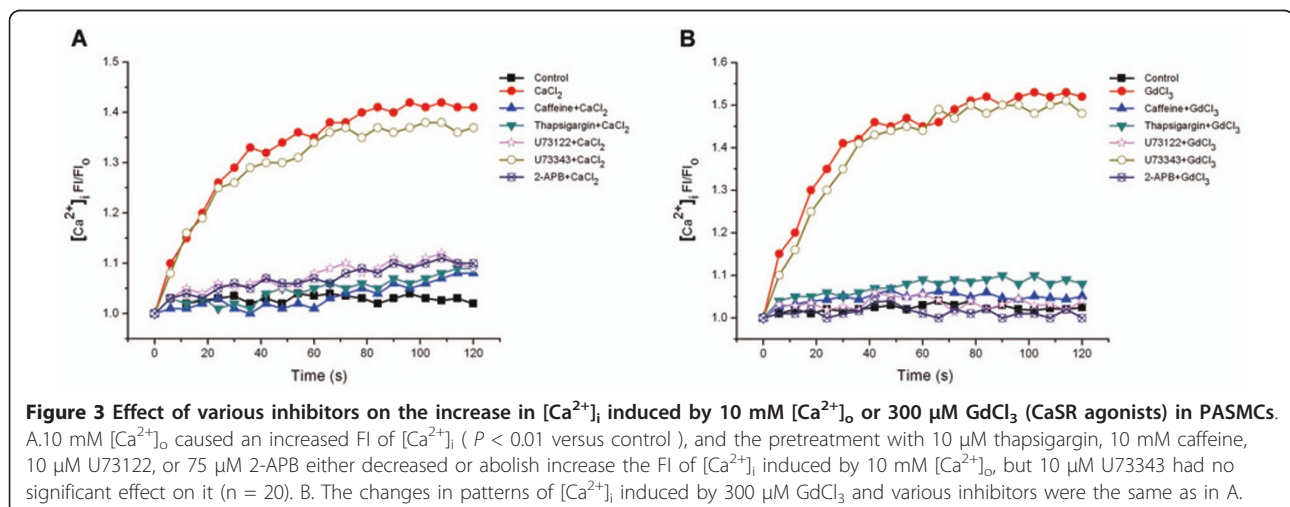 A
1.5
1.4
1.3
1.2
1.1
1.0
[Ca²⁺]ᵢ FI/FI₀
0 20 40 60 80 100 120
Time (s)
Control
CaCl₂
Caffeine+CaCl₂
Thapsigargin+CaCl₂
U73122+CaCl₂
U73343+CaCl₂
2-APB+CaCl₂
B
1.6
1.5
1.4
1.3
1.2
1.1
1.0
[Ca²⁺]ᵢ FI/FI₀
0 20 40 60 80 100 120
Time (s)
Control
GdCl₃
Caffeine+GdCl₃
Thapsigargin+GdCl₃
U73122+GdCl₃
U73343+GdCl₃
2-APB+GdCl₃
Figure 3 Effect of various inhibitors on the increase in [Ca²⁺]ᵢ induced by 10 mM [Ca²⁺]ₒ or 300 μM GdCl₃ (CaSR agonists) in PASMCs.
A.10 mM [Ca²⁺]ₒ caused an increased FI of [Ca²⁺]ᵢ ( P < 0.01 versus control ), and the pretreatment with 10 μM thapsigargin, 10 mM caffeine,
10 μM U73122, or 75 μM 2-APB either decreased or abolish increase the FI of [Ca²⁺]ᵢ induced by 10 mM [Ca²⁺]ₒ, but 10 μM U73343 had no
significant effect on it (n = 20). B. The changes in patterns of [Ca²⁺]ᵢ induced by 300 μM GdCl₃ and various inhibitors were the same as in A.